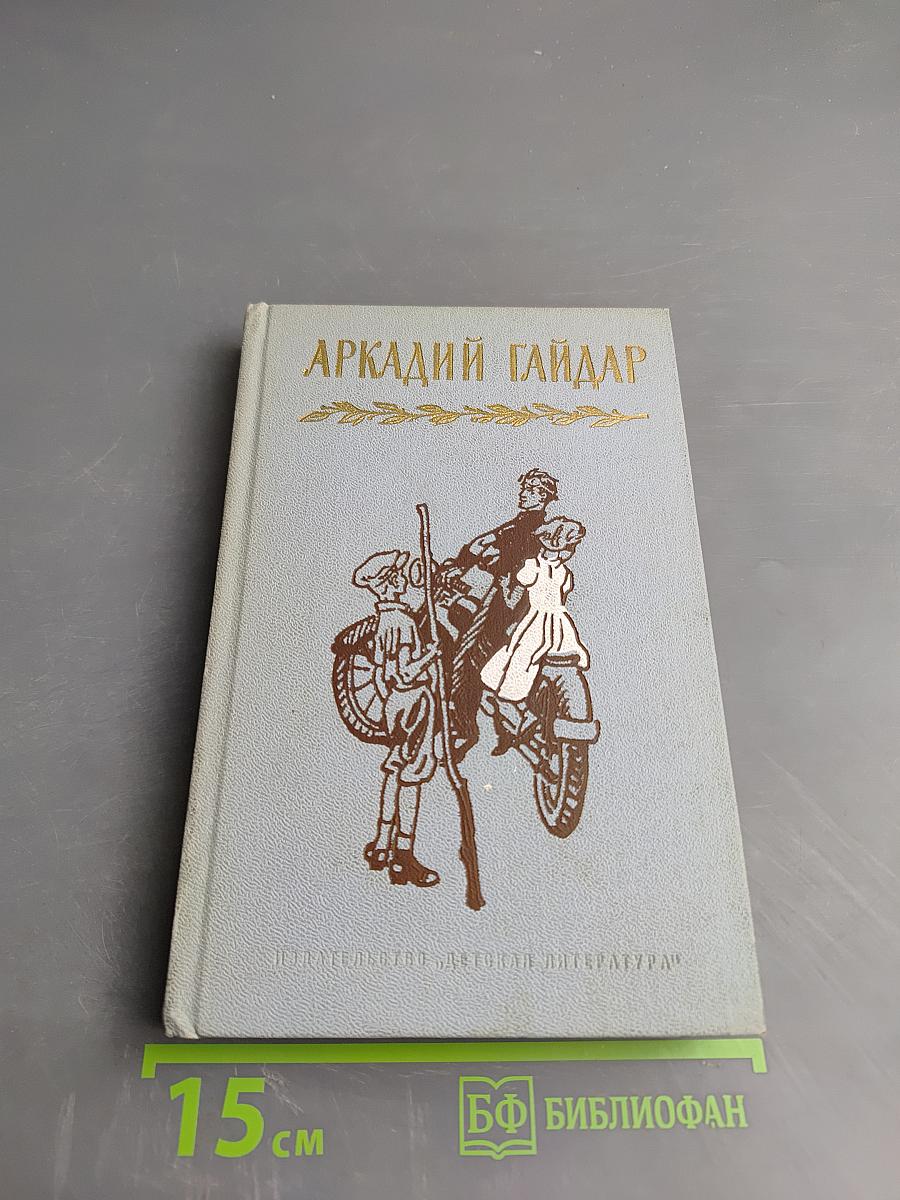 АРКАДИЙ ГАЙДАР
ИЗДАТЕЛЬСТВО „ДЕТСКАЯ ЛИТЕРАТУРА"
15 см
БФ БИБЛИОФАН